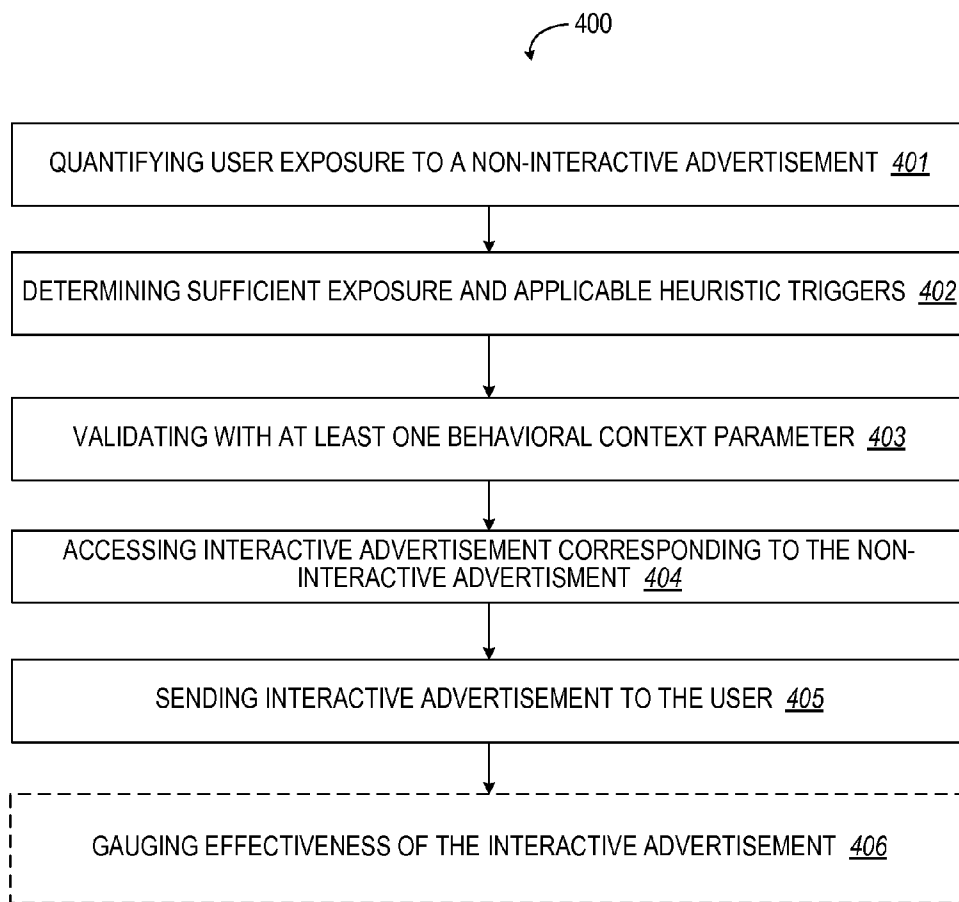 400
QUANTIFYING USER EXPOSURE TO A NON-INTERACTIVE ADVERTISEMENT 401
DETERMINING SUFFICIENT EXPOSURE AND APPLICABLE HEURISTIC TRIGGERS 402
VALIDATING WITH AT LEAST ONE BEHAVIORAL CONTEXT PARAMETER 403
ACCESSING INTERACTIVE ADVERTISEMENT CORRESPONDING TO THE NON-
INTERACTIVE ADVERTISMENT 404
SENDING INTERACTIVE ADVERTISEMENT TO THE USER 405
GAUGING EFFECTIVENESS OF THE INTERACTIVE ADVERTISEMENT 406